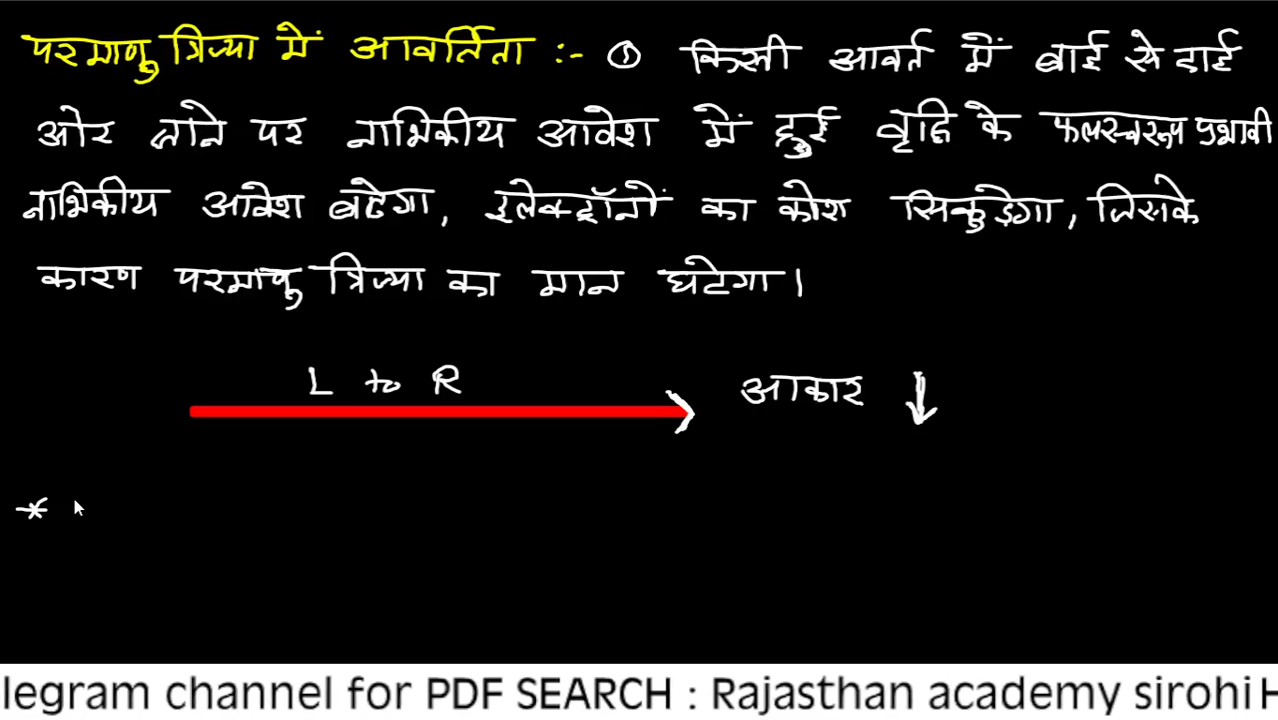 परमाणु त्रिज्या में आवर्तिता :- ① किसी आवर्त में बाई से दाई
ओर जाने पर नाभिकीय आवेश में हुई वृद्धि के फलस्वरूप प्रभावी
नाभिकीय आवेश बढेगा, इलेक्ट्रॉनों का कोश सिकुड़ेगा, जिसके
कारण परमाणु त्रिज्या का मान घटेगा।
L to R
आकार ↓
*
legram channel for PDF SEARCH : Rajasthan academy sirohi H